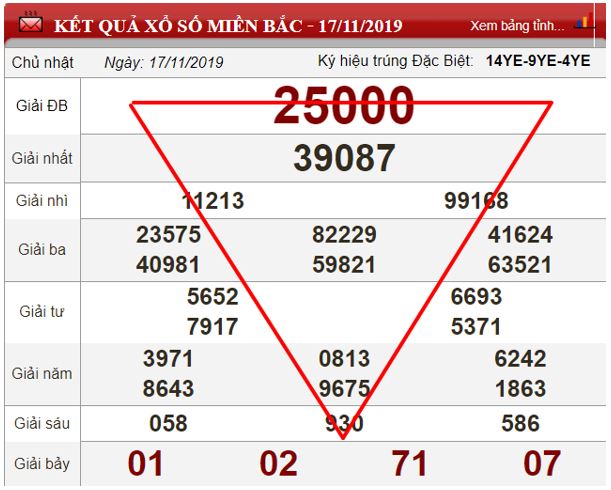 KẾT QUẢ XỔ SỐ MIỀN BẮC - 17/11/2019 Xem bảng tỉnh...
Chủ nhật Ngày: 17/11/2019 Ký hiệu trúng Đặc Biệt: 14YE-9YE-4YE
Giải ĐB 25000
Giải nhất 39087
Giải nhì 11213 99168
Giải ba 23575 82229 41624
40981 59821 63521
Giải tư 5652 6693
7917 5371
Giải năm 3971 0813 6242
8643 9675 1863
Giải sáu 058 930 586
Giải bảy 01 02 71 07